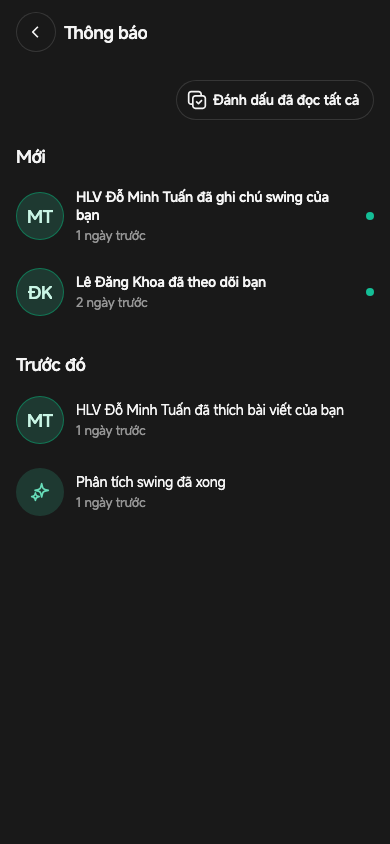 Thông báo
Đánh dấu đã đọc tất cả
Mới
MT
HLV Đỗ Minh Tuấn đã ghi chú swing của
bạn
1 ngày trước
ĐK
Lê Đăng Khoa đã theo dõi bạn
2 ngày trước
Trước đó
MT
HLV Đỗ Minh Tuấn đã thích bài viết của bạn
1 ngày trước
Phân tích swing đã xong
1 ngày trước